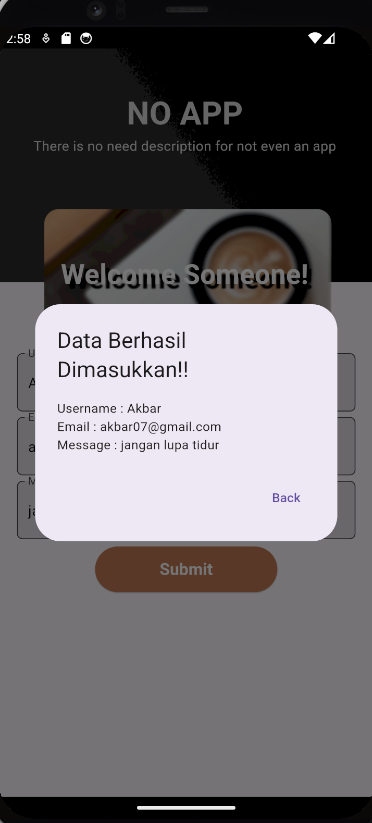 2:58
NO APP
There is no need description for not even an app
Welcome Someone!
Data Berhasil
Dimasukkan!!
Username : Akbar
Email : akbar07@gmail.com
Message : jangan lupa tidur
Back
Submit